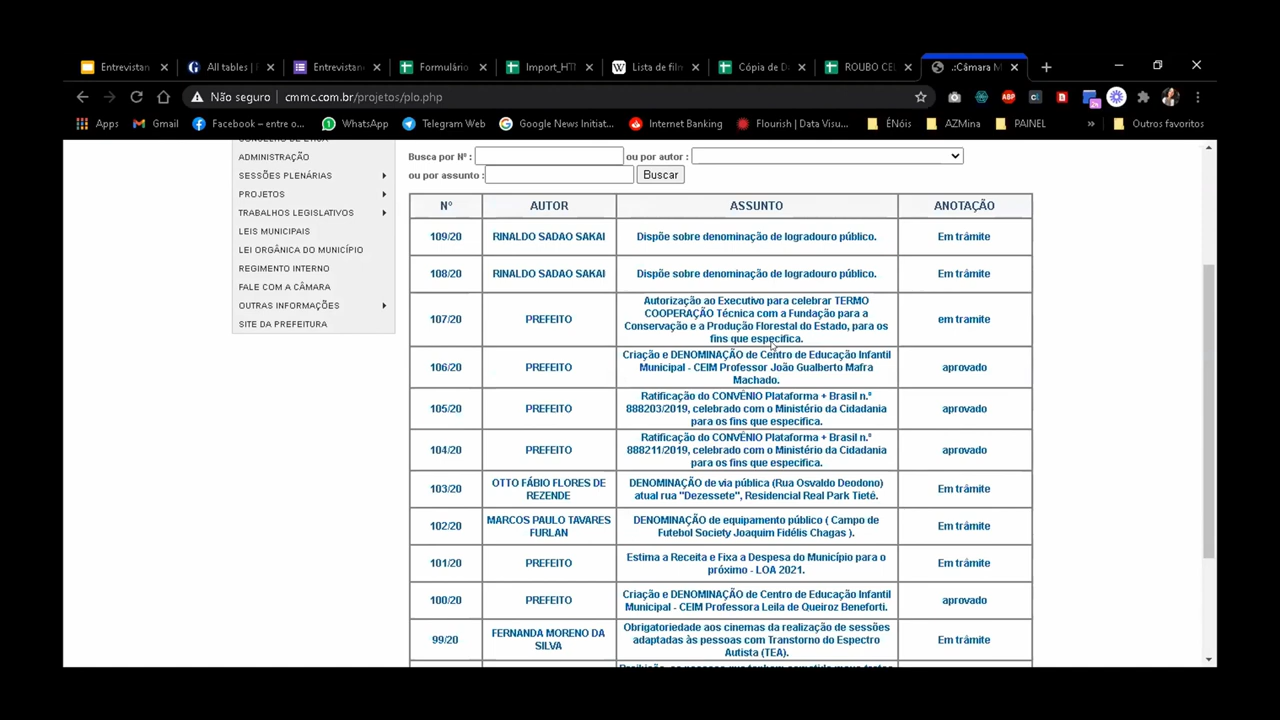 Entrevistan
All tables | F
Entrevistan
Formulário
Import_HT
Lista de film
Cópia de D
ROUBO CEL
.:Câmara M
Não seguro
cmmc.com.br/projetos/plo.php
Apps
Gmail
Facebook – entre o...
WhatsApp
Telegram Web
Google News Initiat...
Internet Banking
Flourish | Data Visu...
ÉNóis
AZMina
PAINEL
»
Outros favoritos
ADMINISTRAÇÃO
SESSÕES PLENÁRIAS
PROJETOS
TRABALHOS LEGISLATIVOS
LEIS MUNICIPAIS
LEI ORGÂNICA DO MUNICÍPIO
REGIMENTO INTERNO
FALE COM A CÂMARA
OUTRAS INFORMAÇÕES
SITE DA PREFEITURA
Busca por Nº : ou por autor :
ou por assunto : Buscar
Nº AUTOR ASSUNTO ANOTAÇÃO
109/20 RINALDO SADAO SAKAI Dispõe sobre denominação de logradouro público. Em trâmite
108/20 RINALDO SADAO SAKAI Dispõe sobre denominação de logradouro público. Em trâmite
107/20
PREFEITO
Autorização ao Executivo para celebrar TERMO
COOPERAÇÃO Técnica com a Fundação para a
Conservação e a Produção Florestal do Estado, para os
fins que especifica.
em tramite
106/20
PREFEITO
Criação e DENOMINAÇÃO de Centro de Educação Infantil
Municipal - CEIM Professor João Gualberto Mafra
Machado.
aprovado
105/20
PREFEITO
Ratificação do CONVÊNIO Plataforma + Brasil n.º
888203/2019, celebrado com o Ministério da Cidadania
para os fins que especifica.
aprovado
104/20
PREFEITO
Ratificação do CONVÊNIO Plataforma + Brasil n.º
888211/2019, celebrado com o Ministério da Cidadania
para os fins que especifica.
aprovado
103/20
OTTO FÁBIO FLORES DE
REZENDE
DENOMINAÇÃO de via pública (Rua Osvaldo Deodono)
atual rua "Dezessete", Residencial Real Park Tietê.
Em trâmite
102/20
MARCOS PAULO TAVARES
FURLAN
DENOMINAÇÃO de equipamento público ( Campo de
Futebol Society Joaquim Fidélis Chagas ).
Em trâmite
101/20
PREFEITO
Estima a Receita e Fixa a Despesa do Município para o
próximo - LOA 2021.
Em trâmite
100/20
PREFEITO
Criação e DENOMINAÇÃO de Centro de Educação Infantil
Municipal - CEIM Professora Leila de Queiroz Beneforti.
aprovado
99/20
FERNANDA MORENO DA
SILVA
Obrigatoriedade aos cinemas da realização de sessões
adaptadas às pessoas com Transtorno do Espectro
Autista (TEA).
Em trâmite